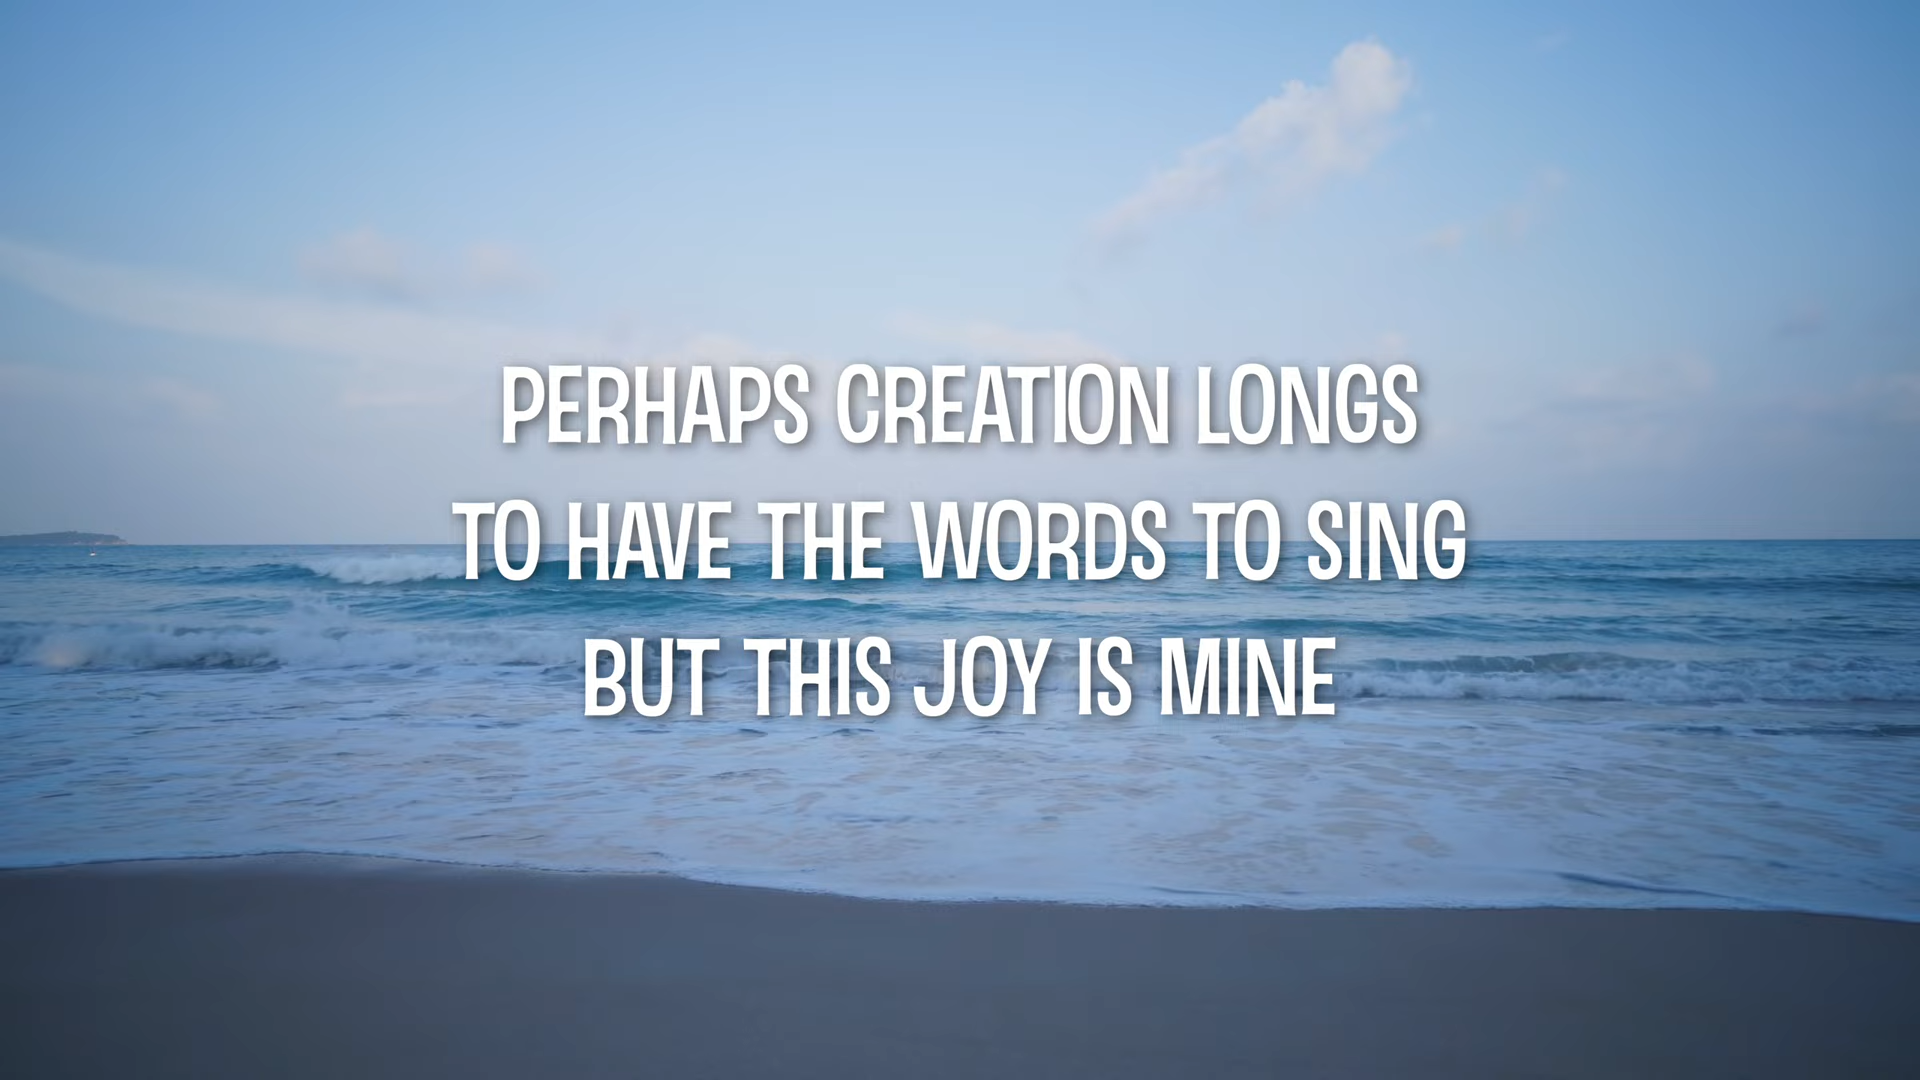 PERHAPS CREATION LONGS
TO HAVE THE WORDS TO SING
BUT THIS JOY IS MINE